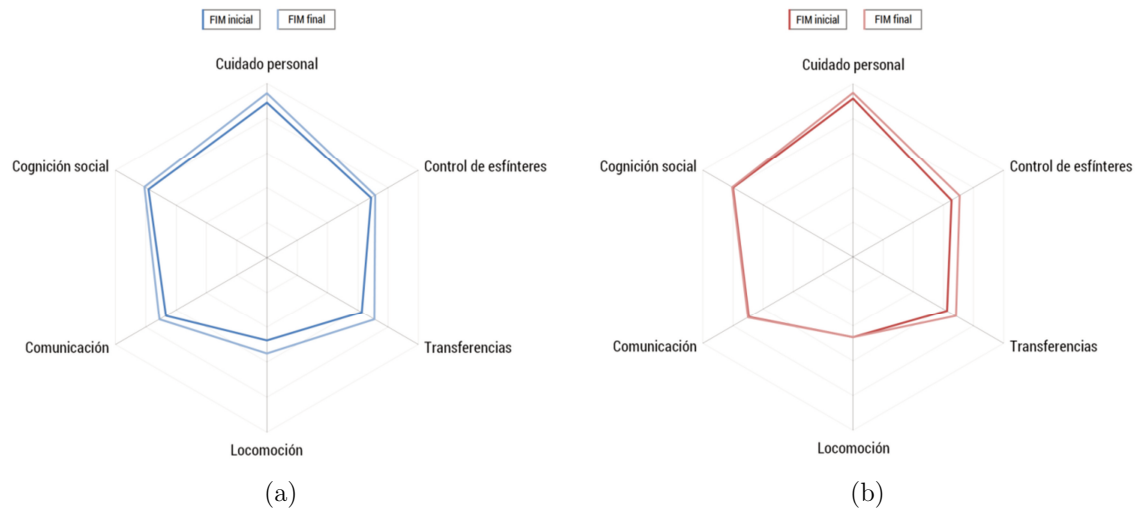 FIM inicial FIM final
Cuidado personal
Cognición social
Control de esfínteres
Comunicación
Transferencias
Locomoción
(a)
FIM inicial FIM final
Cuidado personal
Cognición social
Control de esfínteres
Comunicación
Transferencias
Locomoción
(b)